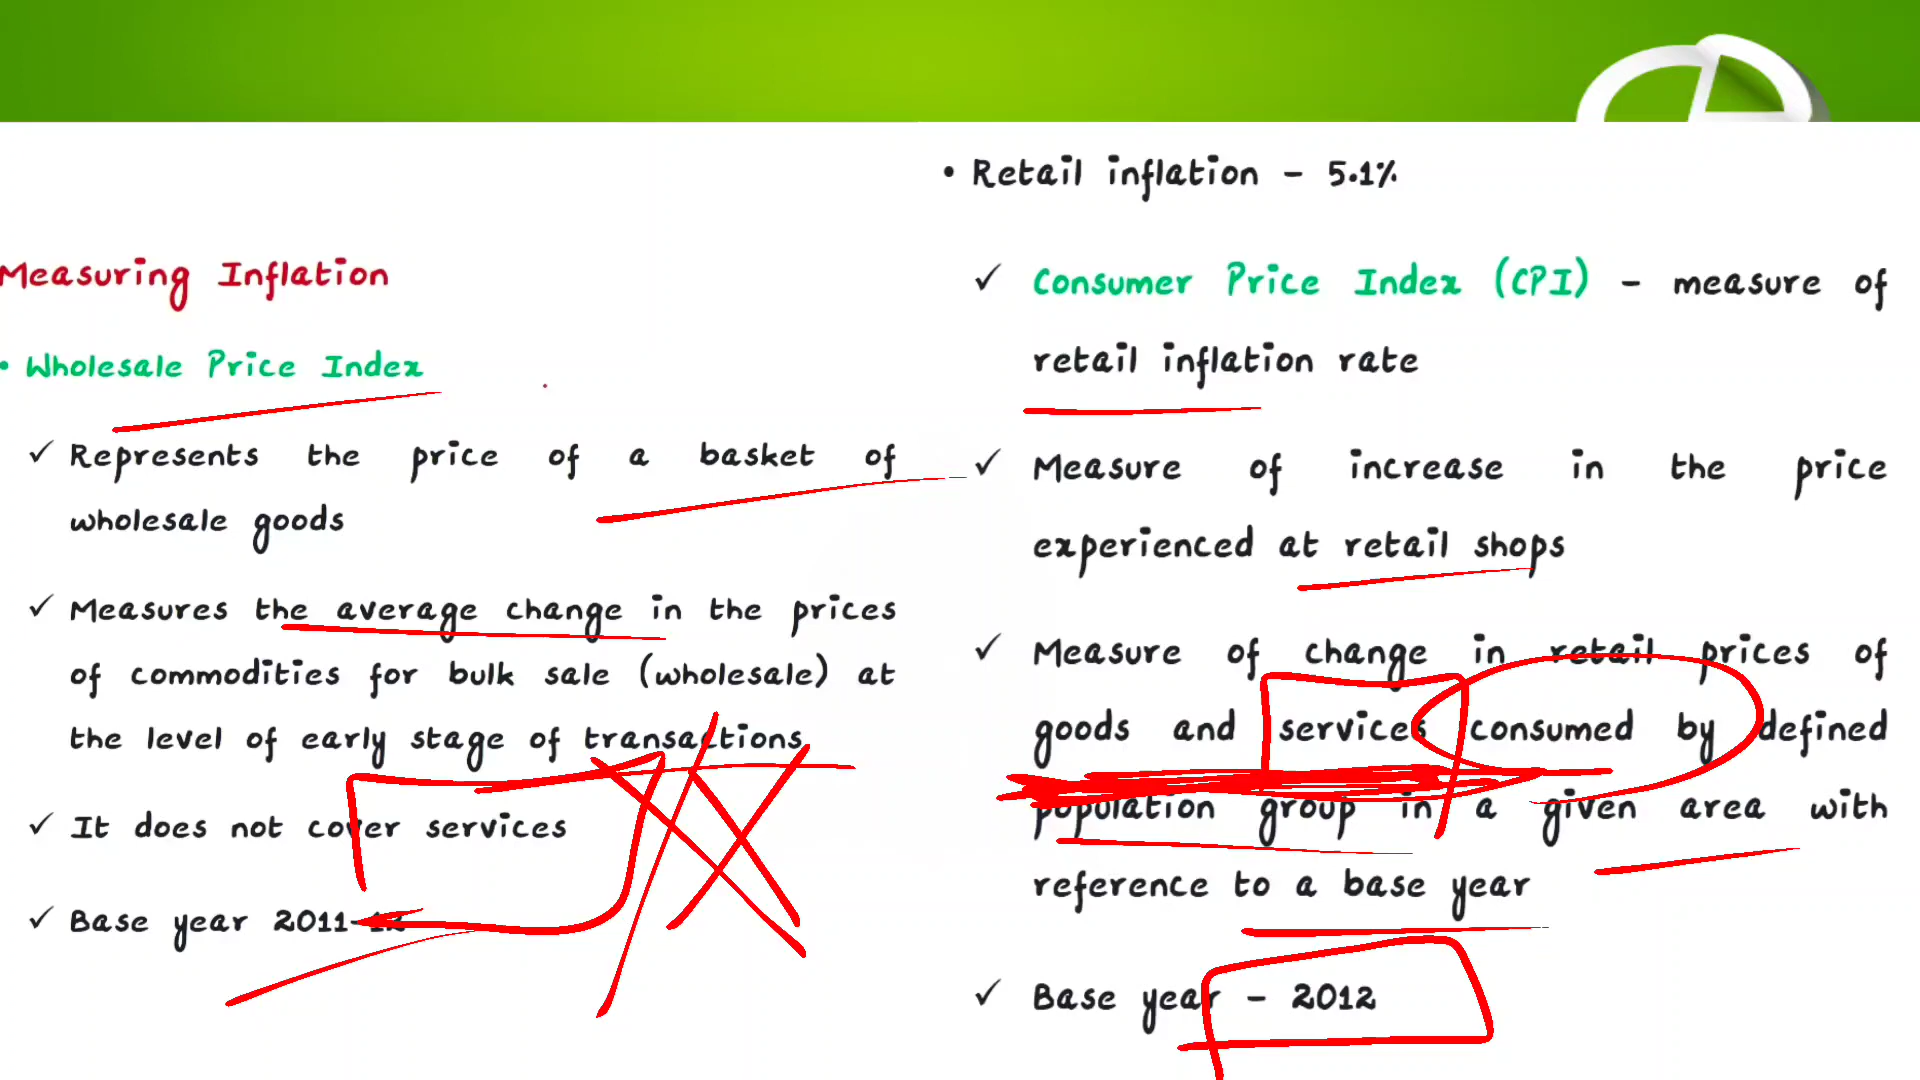 Measuring Inflation
• Wholesale Price Index
✓ Represents the price of a basket of
wholesale goods
✓ Measures the average change in the prices
of commodities for bulk sale (wholesale) at
the level of early stage of transactions
✓ It does not cover services
✓ Base year 2011-12
• Retail inflation - 5.1%
✓ Consumer Price Index (CPI) - measure of
retail inflation rate
✓ Measure of increase in the price
experienced at retail shops
✓ Measure of change in retail prices of
goods and services consumed by defined
population group in a given area with
reference to a base year
✓ Base year - 2012